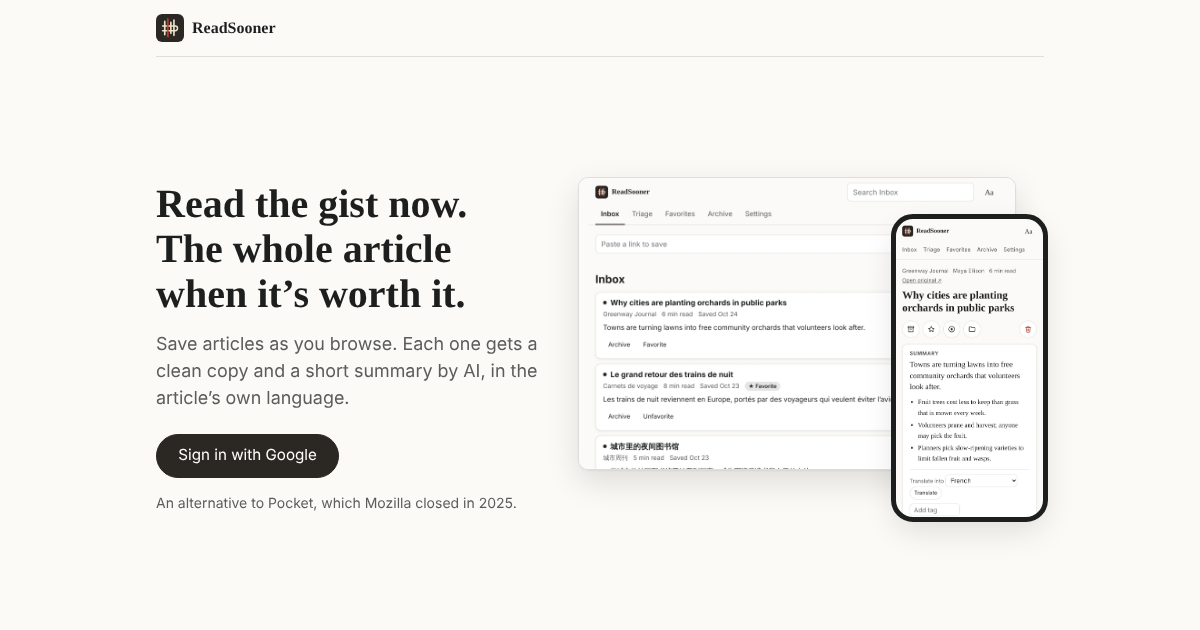 ReadSooner
Read the gist now.
The whole article
when it’s worth it.
Save articles as you browse. Each one gets a
clean copy and a short summary by AI, in the
article’s own language.
Sign in with Google
An alternative to Pocket, which Mozilla closed in 2025.
ReadSooner
Search Inbox
Aa
Inbox Triage Favorites Archive Settings
Paste a link to save
Inbox
Why cities are planting orchards in public parks
Greenway Journal 6 min read Saved Oct 24
Towns are turning lawns into free community orchards that volunteers look after.
Archive Favorite
Le grand retour des trains de nuit
Carnets de voyage 8 min read Saved Oct 23 ★ Favorite
Les trains de nuit reviennent en Europe, portés par des voyageurs qui veulent éviter
Archive Unfavorite
城市里的夜间图书馆
城市周刊 5 min read Saved Oct 23
ReadSooner
Aa
Inbox Triage Favorites Archive Settings
Greenway Journal Maya Ellison 6 min read
Open original ↗
Why cities are planting
orchards in public parks
SUMMARY
Towns are turning lawns into free
community orchards that volunteers
look after.
• Fruit trees cost less to keep than grass
that is mown every week.
• Volunteers prune and harvest; anyone
may pick the fruit.
• Planners pick slow-ripening varieties to
limit fallen fruit and wasps.
Translate into French
Translate
Add tag